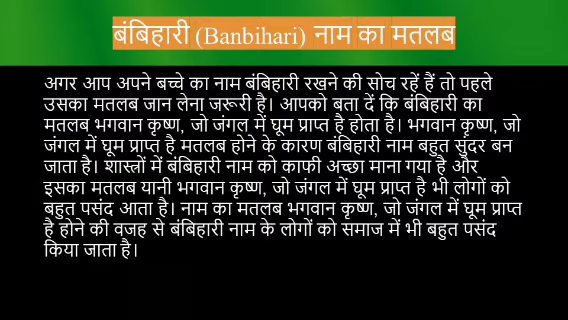 बंबिहारी (Banbihari) नाम का मतलब
अगर आप अपने बच्चे का नाम बंबिहारी रखने की सोच रहें हैं तो पहले
उसका मतलब जान लेना जरूरी है। आपको बता दें कि बंबिहारी का
मतलब भगवान कृष्ण, जो जंगल में घूम प्राप्त है होता है। भगवान कृष्ण, जो
जंगल में घूम प्राप्त है मतलब होने के कारण बंबिहारी नाम बहुत सुंदर बन
जाता है। शास्त्रों में बंबिहारी नाम को काफी अच्छा माना गया है और
इसका मतलब यानी भगवान कृष्ण, जो जंगल में घूम प्राप्त है भी लोगों को
बहुत पसंद आता है। नाम का मतलब भगवान कृष्ण, जो जंगल में घूम प्राप्त
है होने की वजह से बंबिहारी नाम के लोगों को समाज में भी बहुत पसंद
किया जाता है।